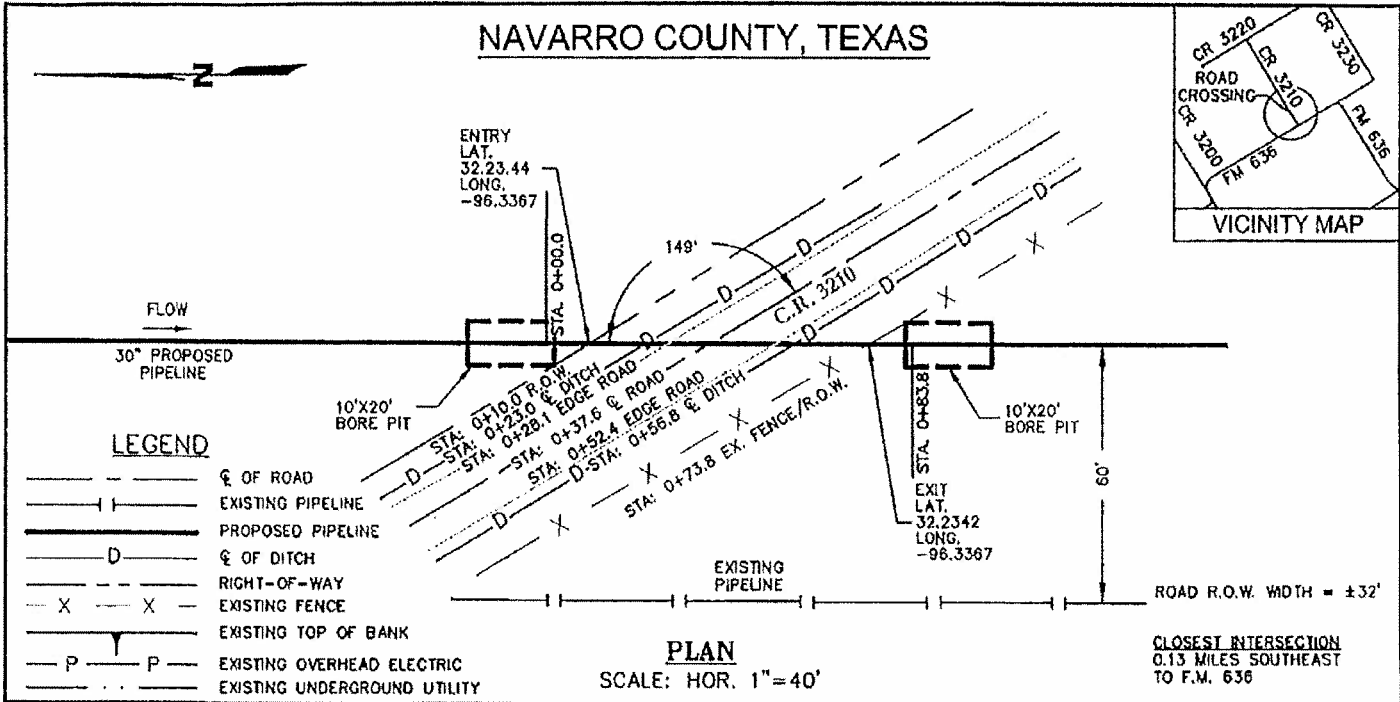 NAVARRO COUNTY, TEXAS
N
ENTRY
LAT.
32.23.44
LONG.
-96.3367
STA. 0+00.0
149'
C.R. 3210
FLOW
30" PROPOSED
PIPELINE
10'X20'
BORE PIT
STA: 0+10.0 R.O.W.
STA: 0+23.0 ℄ DITCH
STA: 0+28.1 EDGE ROAD
STA: 0+37.6 ℄ ROAD
STA: 0+52.4 EDGE ROAD
D-STA: 0+56.8 ℄ DITCH
STA: 0+73.8 EX. FENCE/R.O.W.
D
D
D
D
D
D
D
D
D
X
X
X
X
X
X
STA. 0+83.8
EXIT
LAT.
32.2342
LONG.
-96.3367
10'X20'
BORE PIT
60'
EXISTING
PIPELINE
CR 3220
CR 3230
ROAD
CROSSING
CR 3210
CR 3200
FM 636
FM 636
VICINITY MAP
LEGEND
℄ OF ROAD
EXISTING PIPELINE
PROPOSED PIPELINE
D ℄ OF DITCH
RIGHT-OF-WAY
X X EXISTING FENCE
EXISTING TOP OF BANK
P P EXISTING OVERHEAD ELECTRIC
EXISTING UNDERGROUND UTILITY
PLAN
SCALE: HOR. 1"=40'
ROAD R.O.W. WIDTH = ±32'
CLOSEST INTERSECTION
0.13 MILES SOUTHEAST
TO F.M. 636